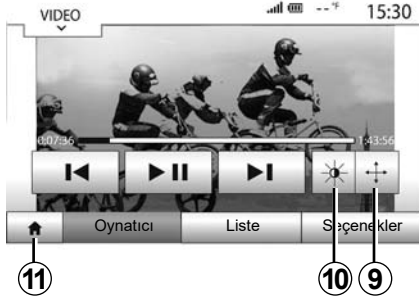 VIDEO
-- °F 15:30
0:07:36 1:43:56
Oynatıcı Liste Seçenekler
11 10 9